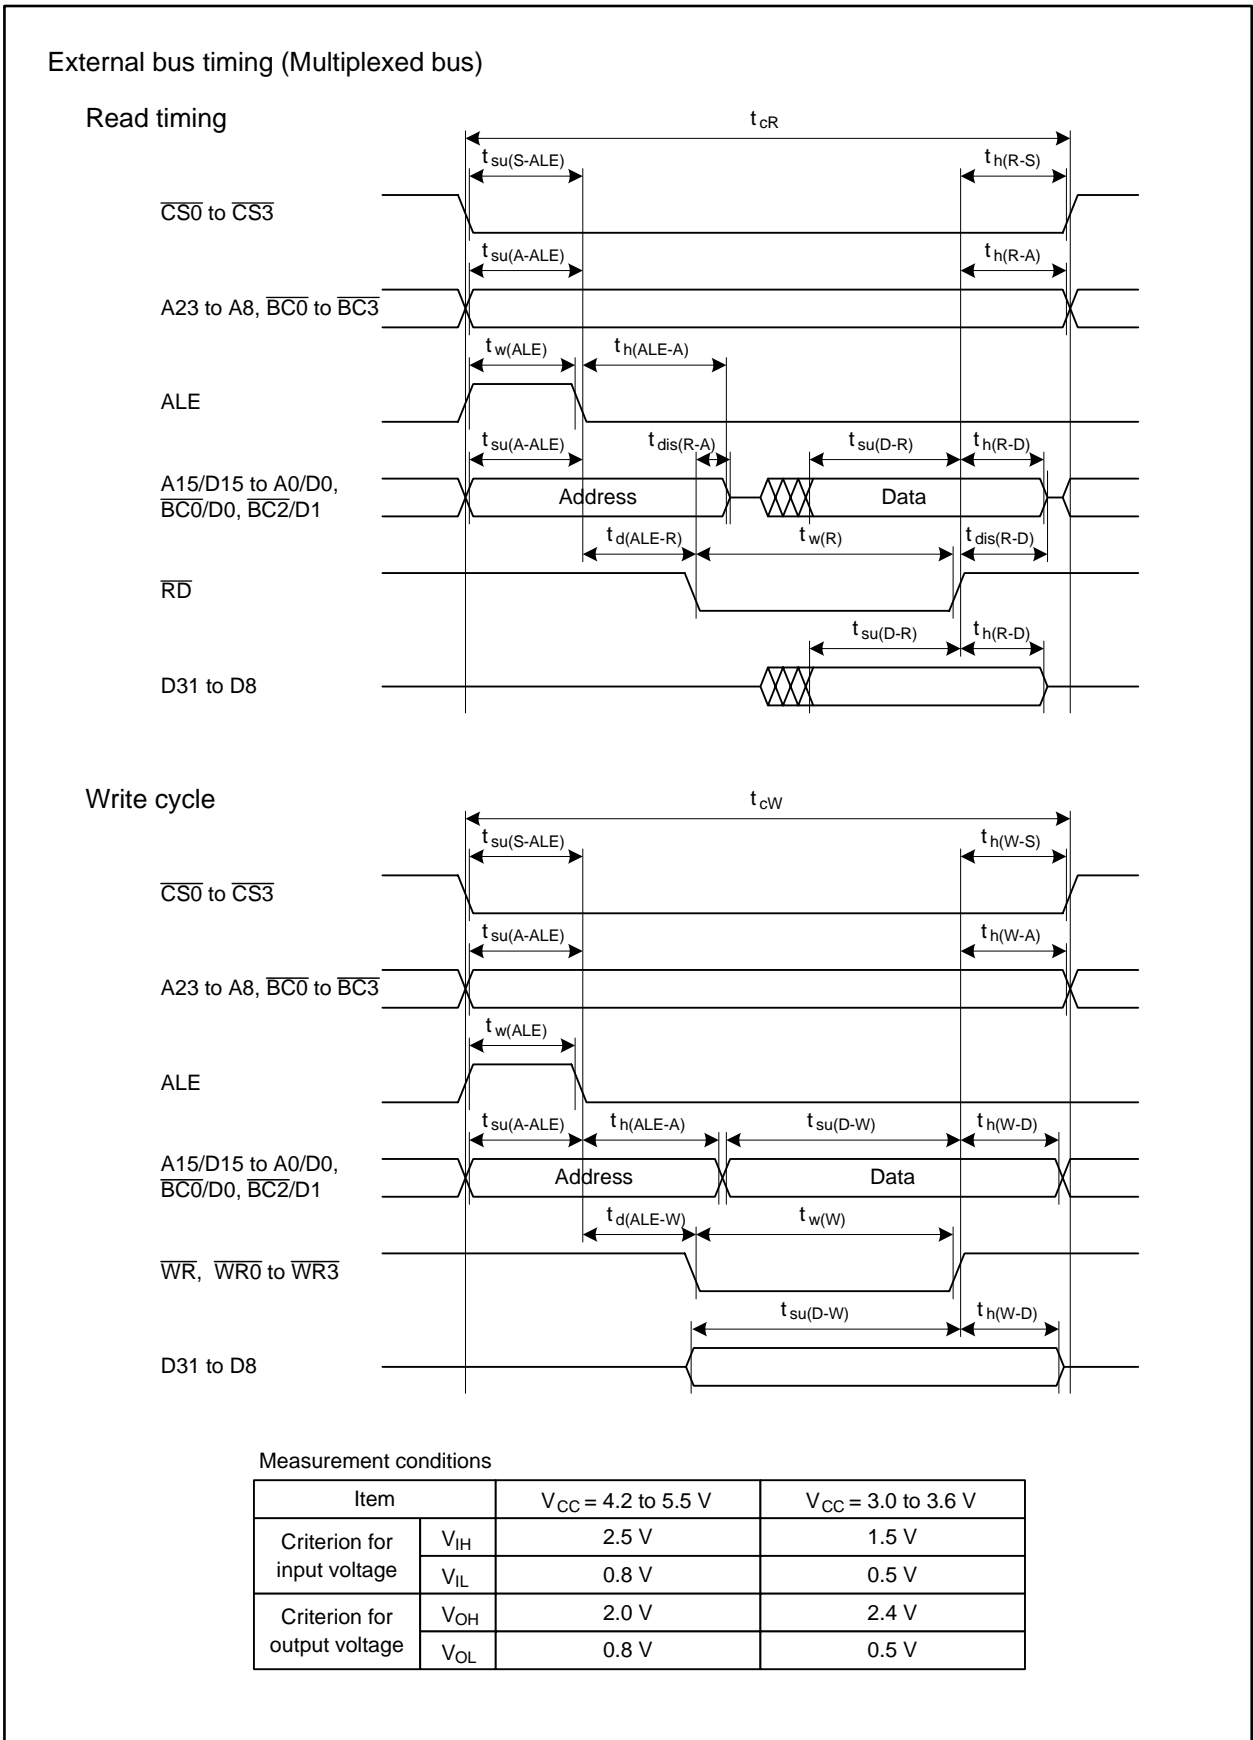 External bus timing (Multiplexed bus)
Read timing
tcR
tsu(S-ALE) th(R-S)
CS0 to CS3
tsu(A-ALE) th(R-A)
A23 to A8, BC0 to BC3
tw(ALE) th(ALE-A)
ALE
tsu(A-ALE) tdis(R-A) tsu(D-R) th(R-D)
A15/D15 to A0/D0,
BC0/D0, BC2/D1
Address Data
td(ALE-R) tw(R) tdis(R-D)
RD
tsu(D-R) th(R-D)
D31 to D8
Write cycle
tcW
tsu(S-ALE) th(W-S)
CS0 to CS3
tsu(A-ALE) th(W-A)
A23 to A8, BC0 to BC3
tw(ALE)
ALE
tsu(A-ALE) th(ALE-A) tsu(D-W) th(W-D)
A15/D15 to A0/D0,
BC0/D0, BC2/D1
Address Data
td(ALE-W) tw(W)
WR, WR0 to WR3
tsu(D-W) th(W-D)
D31 to D8
Measurement conditions
Item VCC = 4.2 to 5.5 V VCC = 3.0 to 3.6 V
Criterion for input voltage VIH 2.5 V 1.5 V
VIL 0.8 V 0.5 V
Criterion for output voltage VOH 2.0 V 2.4 V
VOL 0.8 V 0.5 V